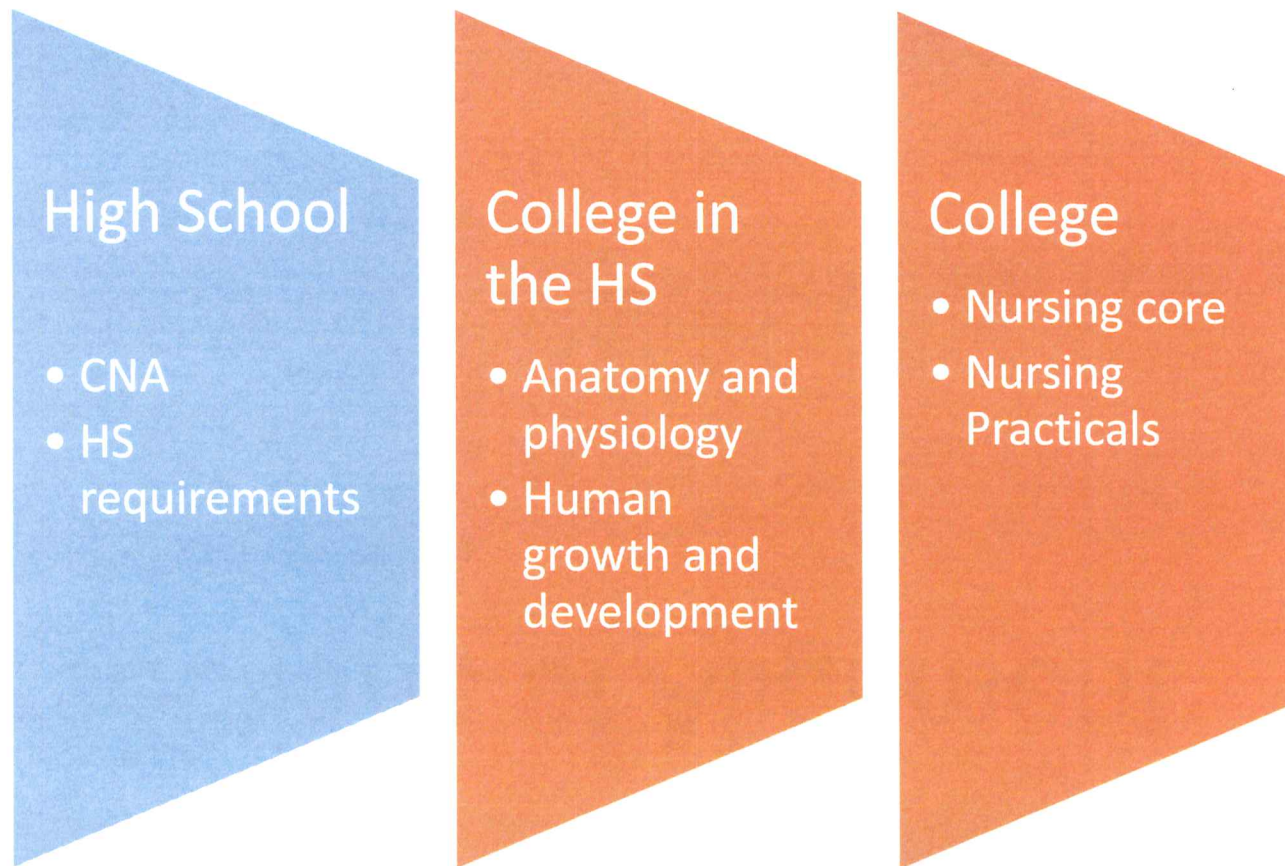 High School
• CNA
• HS
requirements
College in
the HS
• Anatomy and
physiology
• Human
growth and
development
College
• Nursing core
• Nursing
Practicals